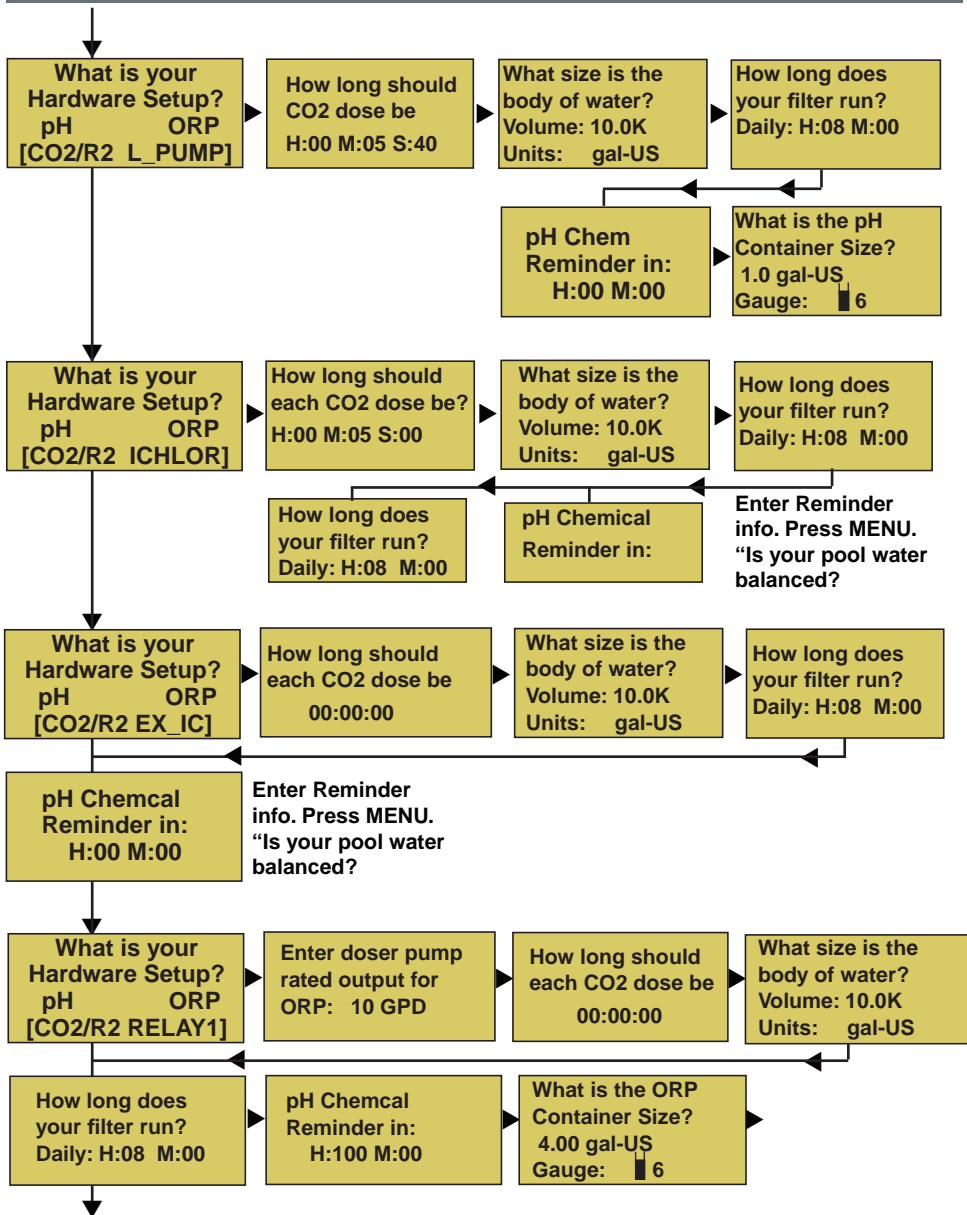 What is your
Hardware Setup?
pH ORP
[CO2/R2 L_PUMP]
How long should
CO2 dose be
H:00 M:05 S:40
What size is the
body of water?
Volume: 10.0K
Units: gal-US
How long does
your filter run?
Daily: H:08 M:00
pH Chem
Reminder in:
H:00 M:00
What is the pH
Container Size?
1.0 gal-US
Gauge: 6
What is your
Hardware Setup?
pH ORP
[CO2/R2 ICHLOR]
How long should
each CO2 dose be?
H:00 M:05 S:00
What size is the
body of water?
Volume: 10.0K
Units: gal-US
How long does
your filter run?
Daily: H:08 M:00
How long does
your filter run?
Daily: H:08 M:00
pH Chemical
Reminder in:
Enter Reminder
info. Press MENU.
“Is your pool water
balanced?
What is your
Hardware Setup?
pH ORP
[CO2/R2 EX_IC]
How long should
each CO2 dose be
00:00:00
What size is the
body of water?
Volume: 10.0K
Units: gal-US
How long does
your filter run?
Daily: H:08 M:00
pH Chemcal
Reminder in:
H:00 M:00
Enter Reminder
info. Press MENU.
“Is your pool water
balanced?
What is your
Hardware Setup?
pH ORP
[CO2/R2 RELAY1]
Enter doser pump
rated output for
ORP: 10 GPD
How long should
each CO2 dose be
00:00:00
What size is the
body of water?
Volume: 10.0K
Units: gal-US
How long does
your filter run?
Daily: H:08 M:00
pH Chemcal
Reminder in:
H:100 M:00
What is the ORP
Container Size?
4.00 gal-US
Gauge: 6